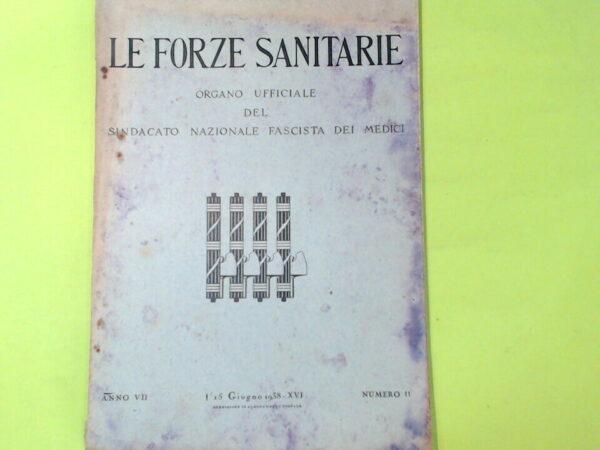 LE FORZE SANITARIE
ORGANO UFFICIALE
DEL
SINDACATO NAZIONALE FASCISTA DEI MEDICI
ANNO VII
1'15 Giugno 1938-XVI
NUMERO 11